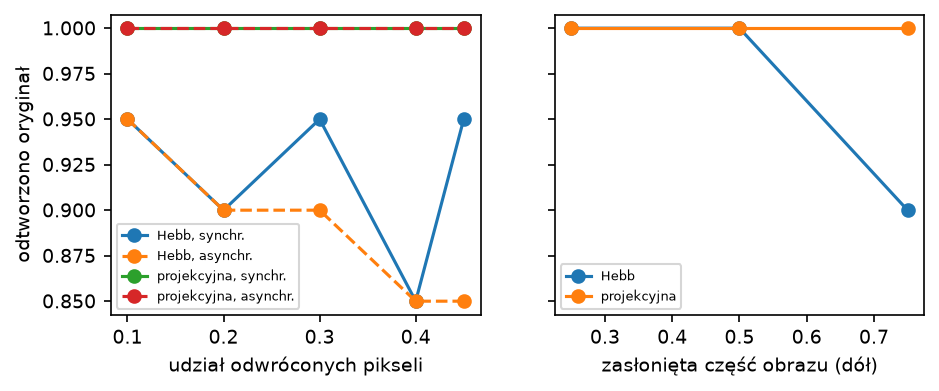 1.000
0.975
0.950
0.925
0.900
0.875
0.850
odtworzono oryginał
Hebb, synchr.
Hebb, asynchr.
projekcyjna, synchr.
projekcyjna, asynchr.
0.1 0.2 0.3 0.4
udział odwróconych pikseli
Hebb
projekcyjna
0.3 0.4 0.5 0.6 0.7
zasłonięta część obrazu (dół)